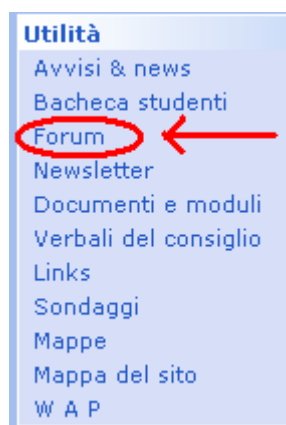 Utilità
Avvisi & news
Bacheca studenti
Forum
Newsletter
Documenti e moduli
Verbali del consiglio
Links
Sondaggi
Mappe
Mappa del sito
W A P